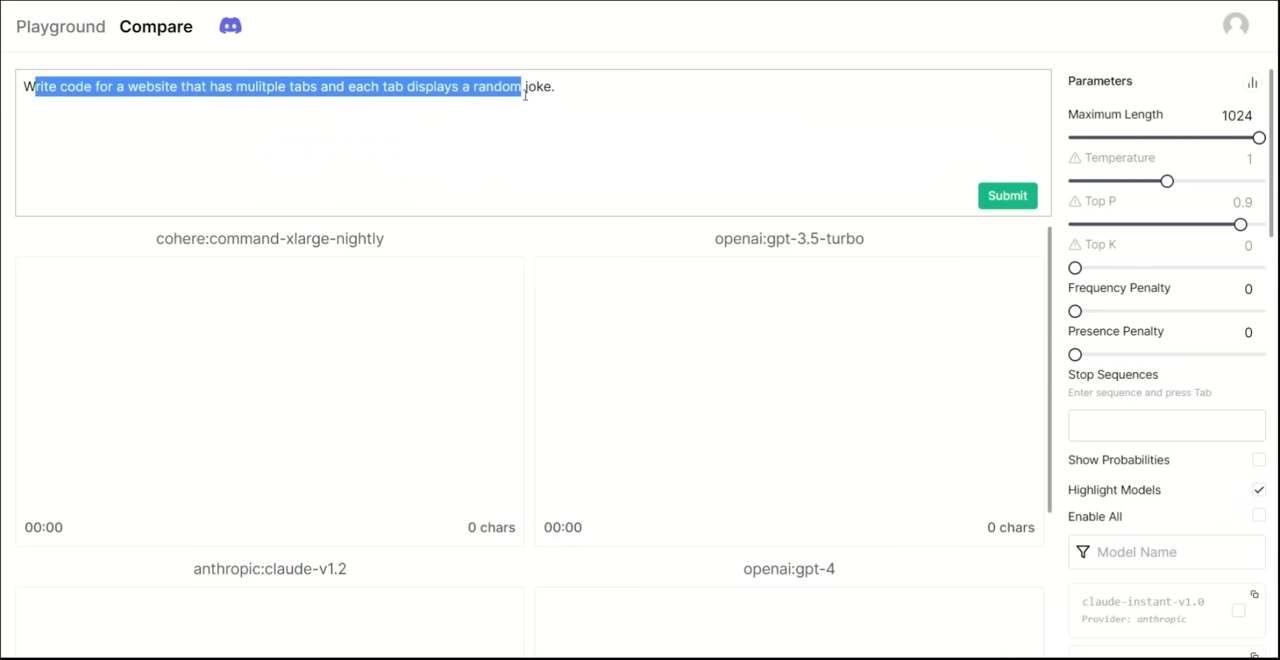 Playground Compare
Write code for a website that has mulitple tabs and each tab displays a random joke.
Submit
cohere:command-xlarge-nightly
openai:gpt-3.5-turbo
00:00
0 chars
00:00
0 chars
anthropic:claude-v1.2
openai:gpt-4
Parameters
Maximum Length 1024
Temperature 1
Top P 0.9
Top K 0
Frequency Penalty 0
Presence Penalty 0
Stop Sequences
Enter sequence and press Tab
Show Probabilities
Highlight Models
Enable All
Model Name
claude-instant-v1.0
Provider: anthropic